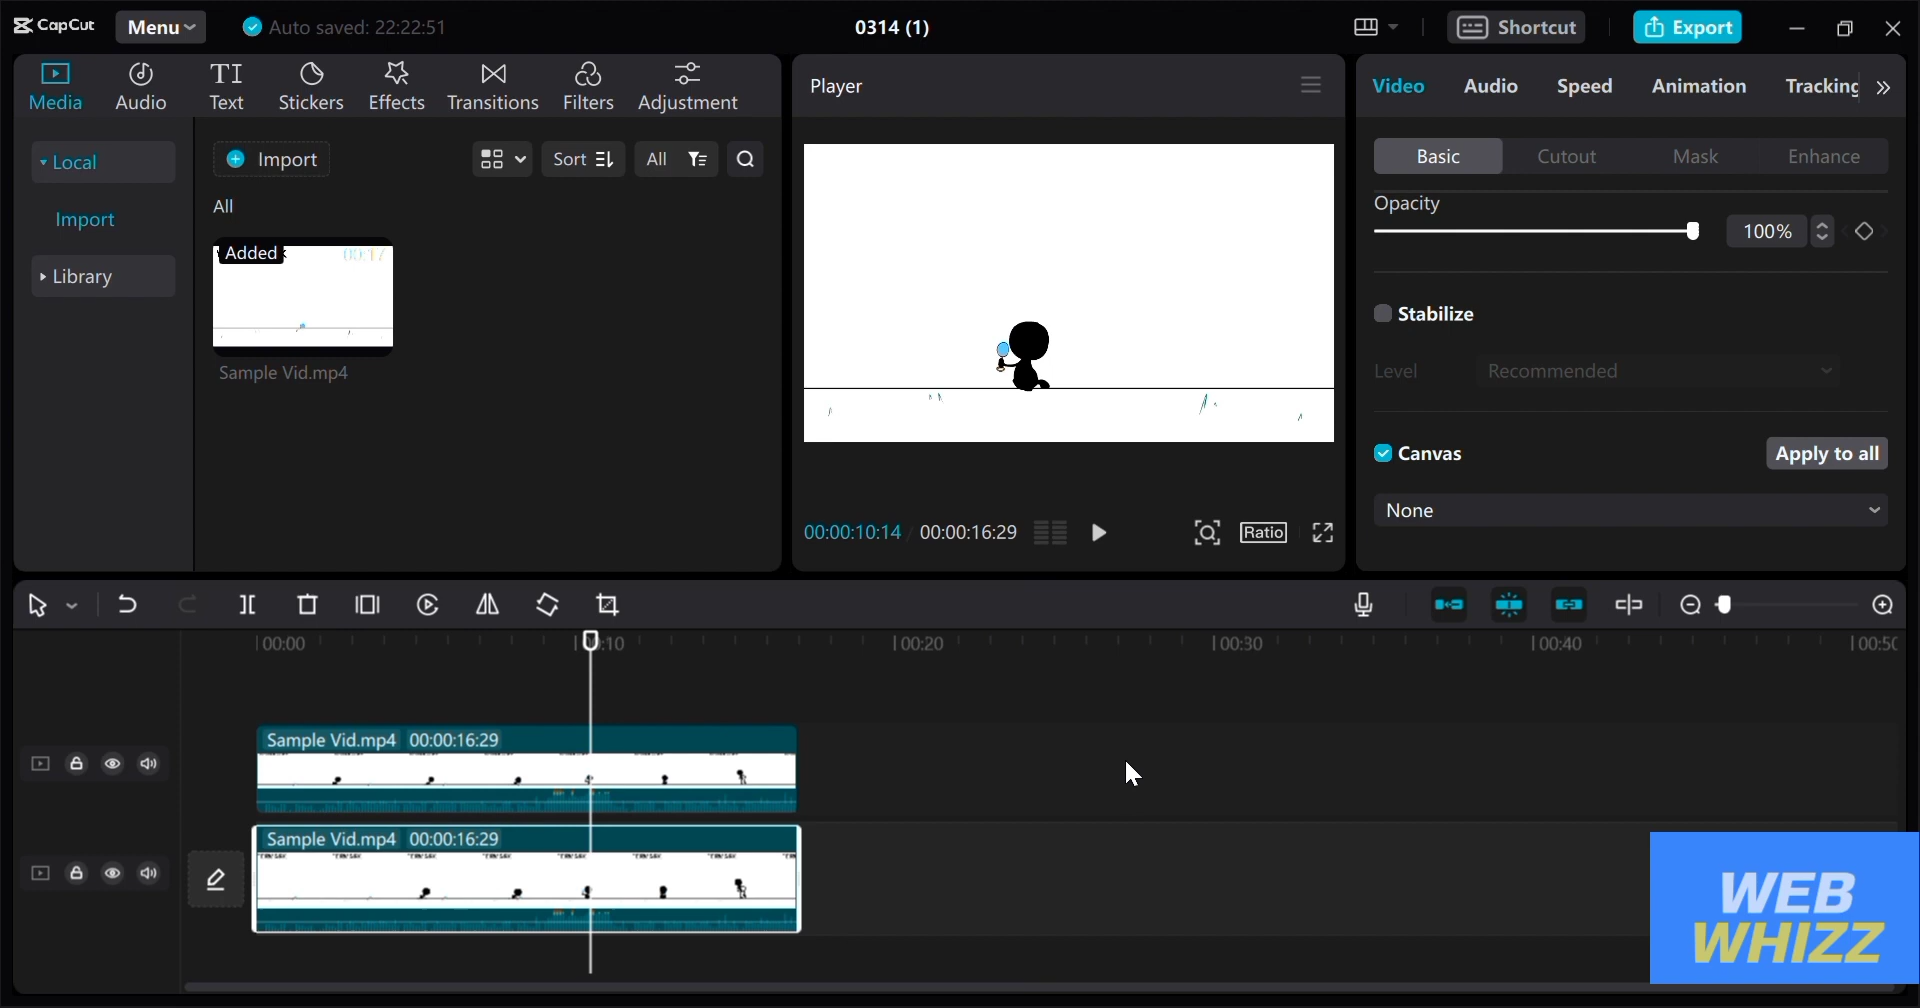 CapCut
Menu
Auto saved: 22:22:51
0314 (1)
Shortcut
Export
Media
Audio
Text
Stickers
Effects
Transitions
Filters
Adjustment
Local
Import
Library
Import
Sort
All
All
Added
00:17
Sample Vid.mp4
Player
00:00:10:14 / 00:00:16:29
Ratio
Video
Audio
Speed
Animation
Tracking
Basic
Cutout
Mask
Enhance
Opacity
100%
Stabilize
Level
Recommended
Canvas
Apply to all
None
00:00
00:10
00:20
00:30
00:40
00:50
Sample Vid.mp4 00:00:16:29
Sample Vid.mp4 00:00:16:29
WEB
WHIZZ